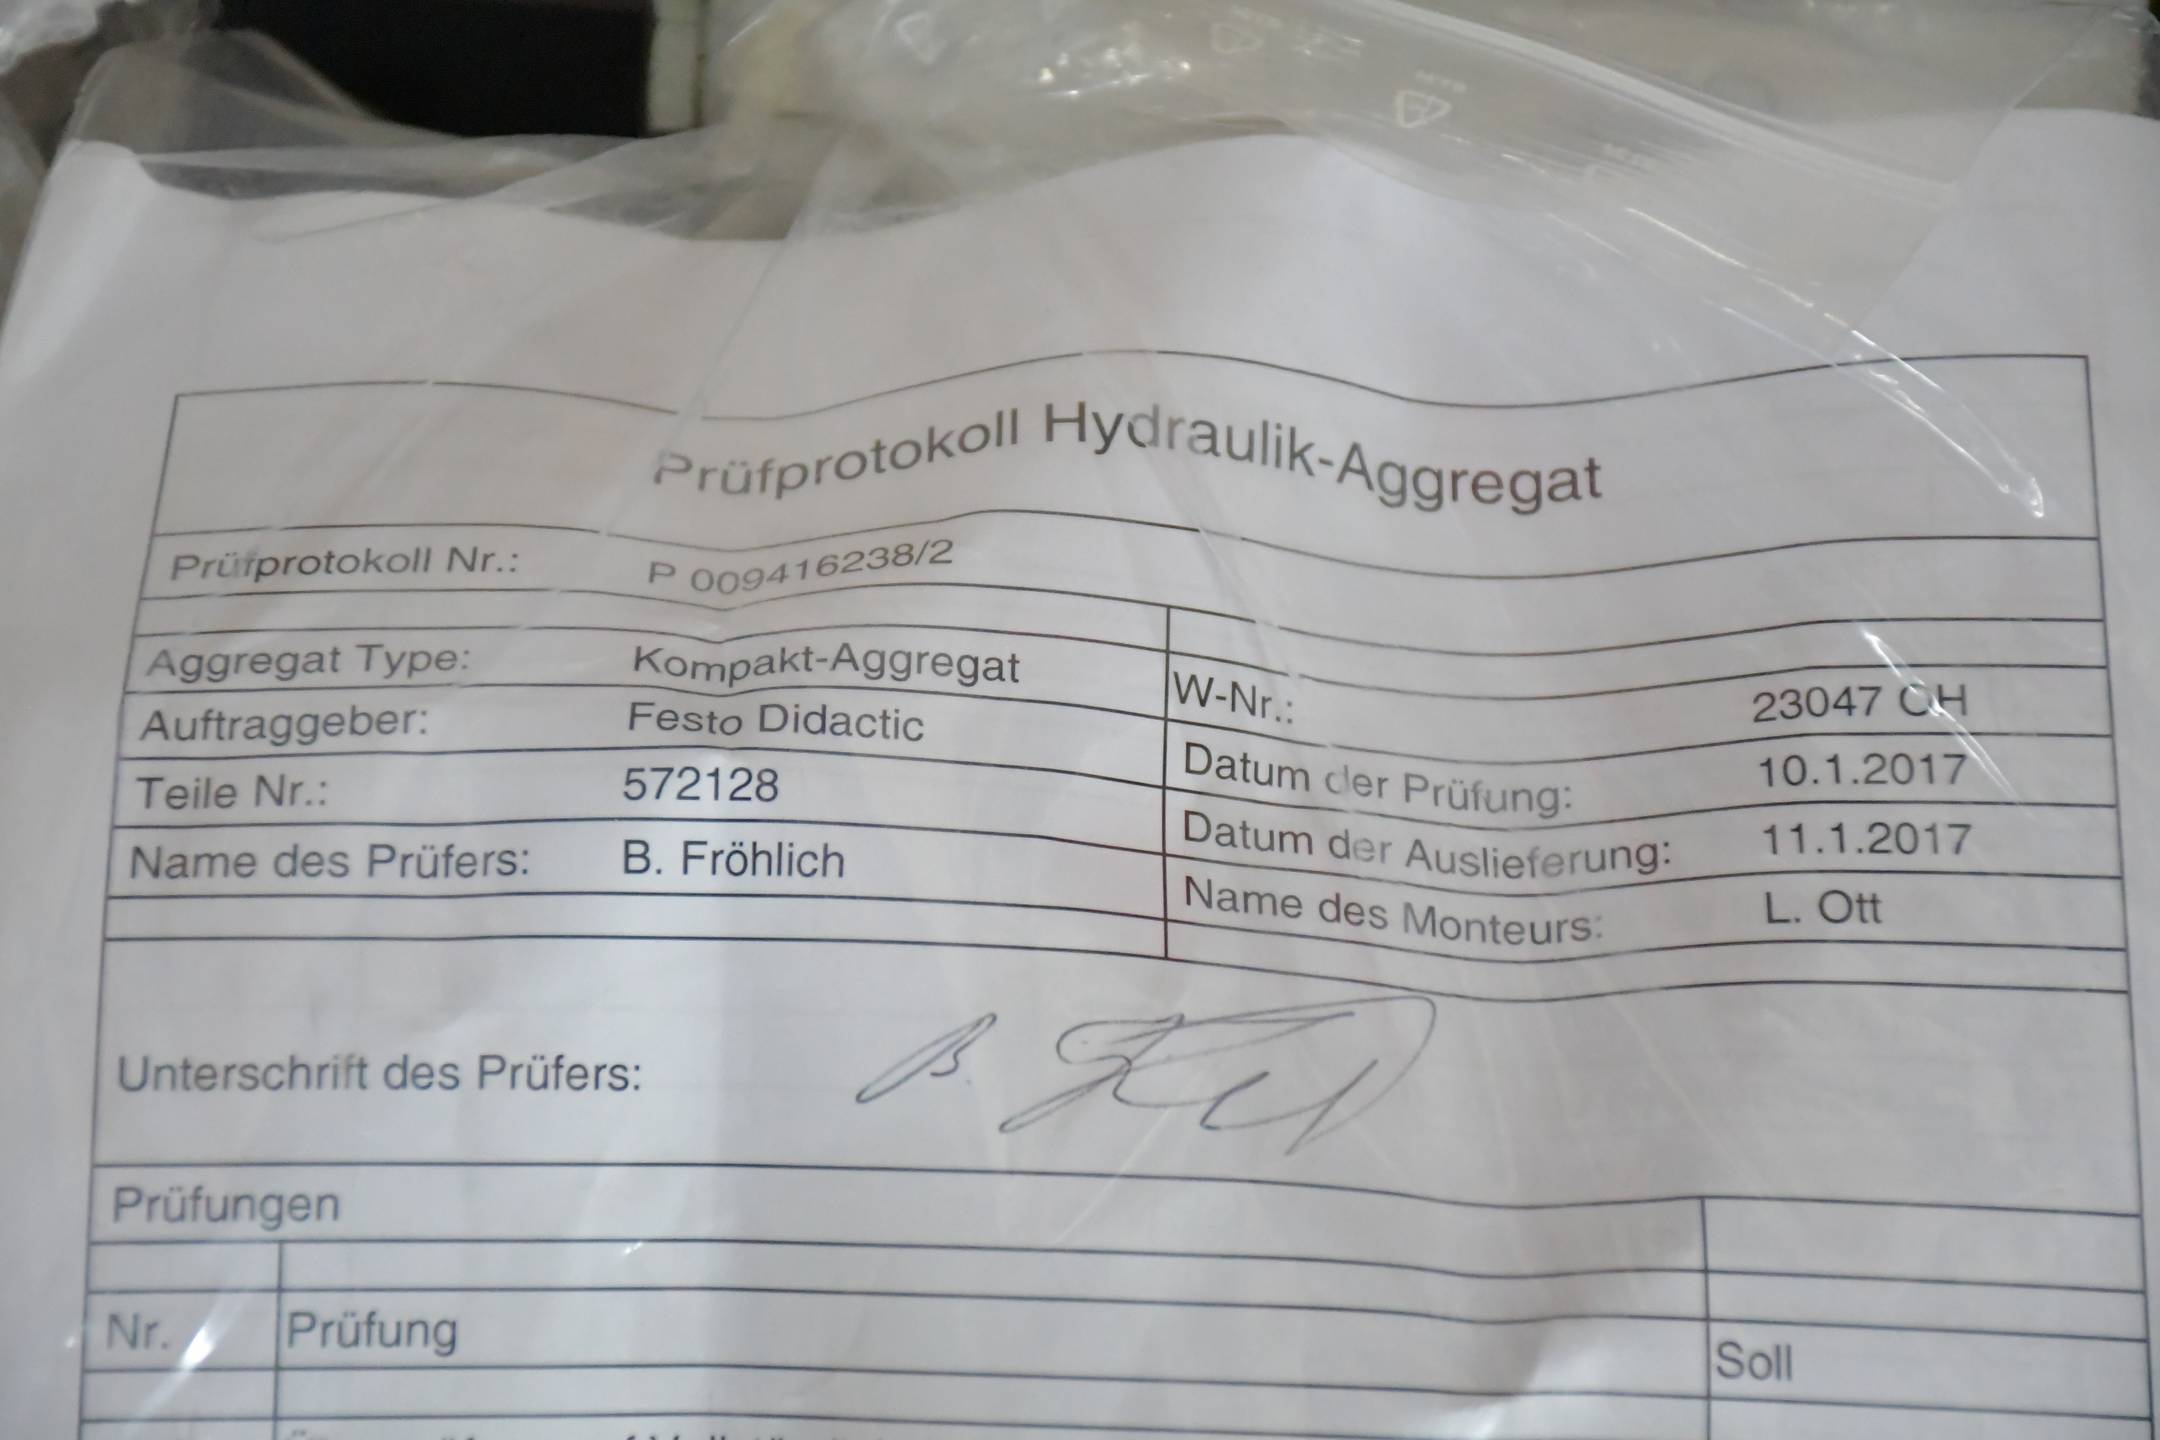 Prüfprotokoll Hydraulik-Aggregat
Prüfprotokoll Nr.: P 009416238/2
Aggregat Type: Kompakt-Aggregat W-Nr.: 23047 CH
Auftraggeber: Festo Didactic Datum der Prüfung: 10.1.2017
Teile Nr.: 572128 Datum der Auslieferung: 11.1.2017
Name des Prüfers: B. Fröhlich Name des Monteurs: L. Ott
Unterschrift des Prüfers: B.
Prüfungen
Nr. Prüfung Soll